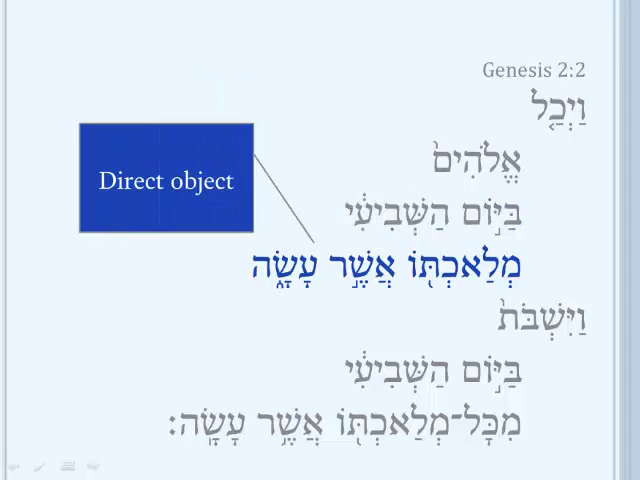 Genesis 2:2
וַיְכַ֤ל
אֱלֹהִים֙
בַּיּ֣וֹם הַשְּׁבִיעִ֔י
Direct object
מְלַאכְתּ֖וֹ אֲשֶׁ֣ר עָשָׂ֑ה
וַיִּשְׁבֹּת֙
בַּיּ֣וֹם הַשְּׁבִיעִ֔י
מִכָּל־מְלַאכְתּ֖וֹ אֲשֶׁ֥ר עָשָֽׂה׃